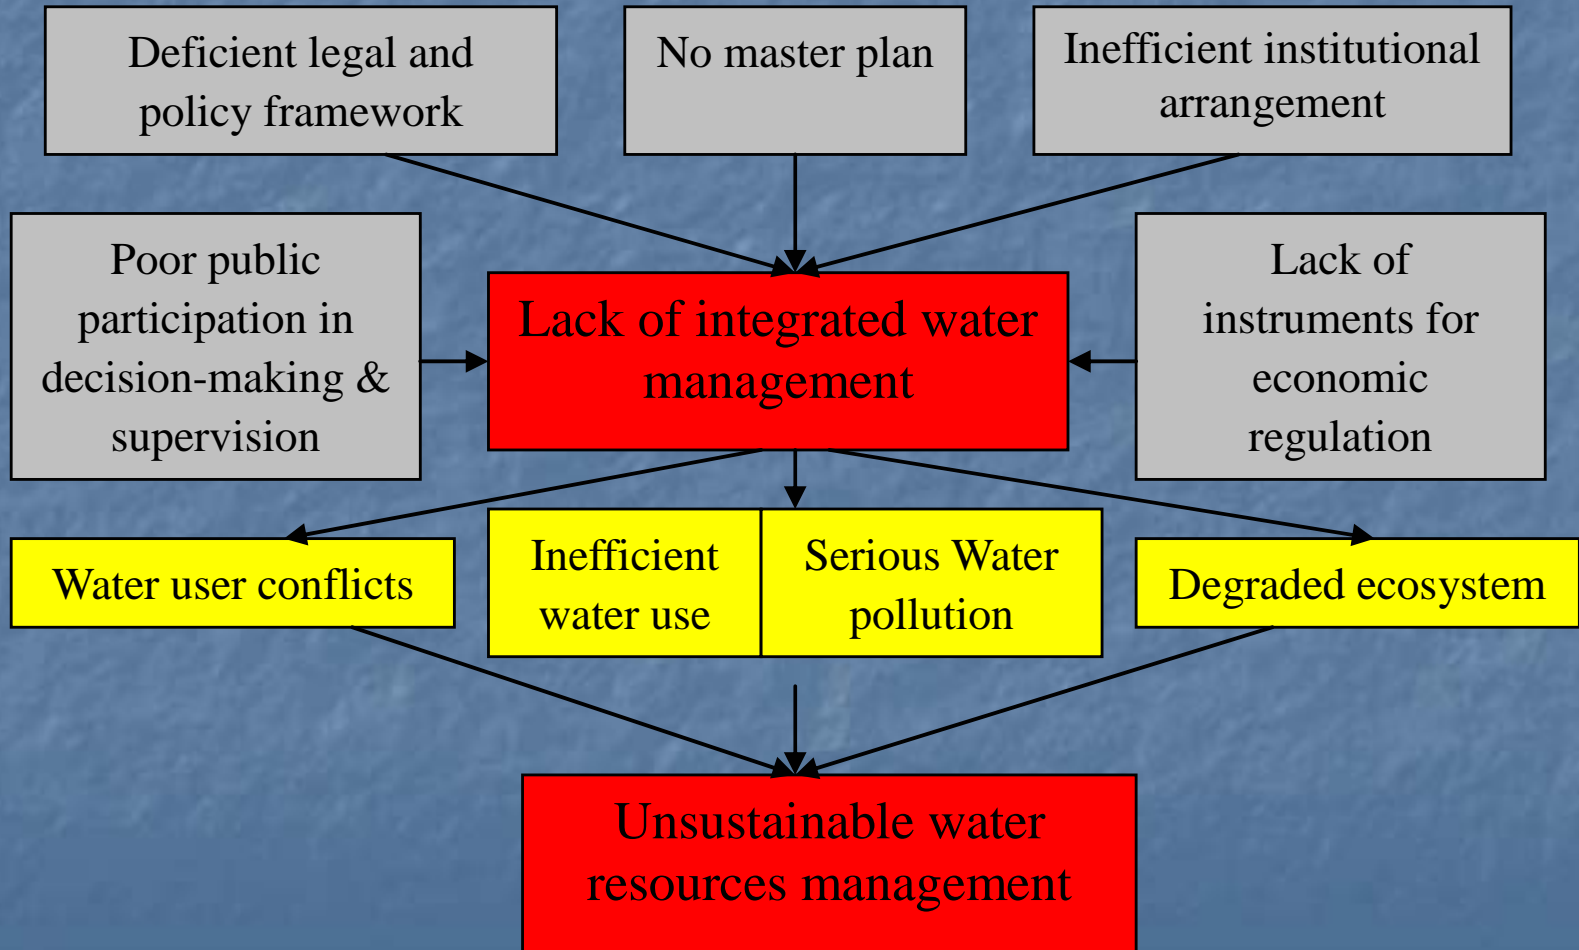 Deficient legal and
policy framework
No master plan
Inefficient institutional
arrangement
Poor public
participation in
decision-making &
supervision
Lack of integrated water
management
Lack of
instruments for
economic
regulation
Water user conflicts
Inefficient
water use
Serious Water
pollution
Degraded ecosystem
Unsustainable water
resources management